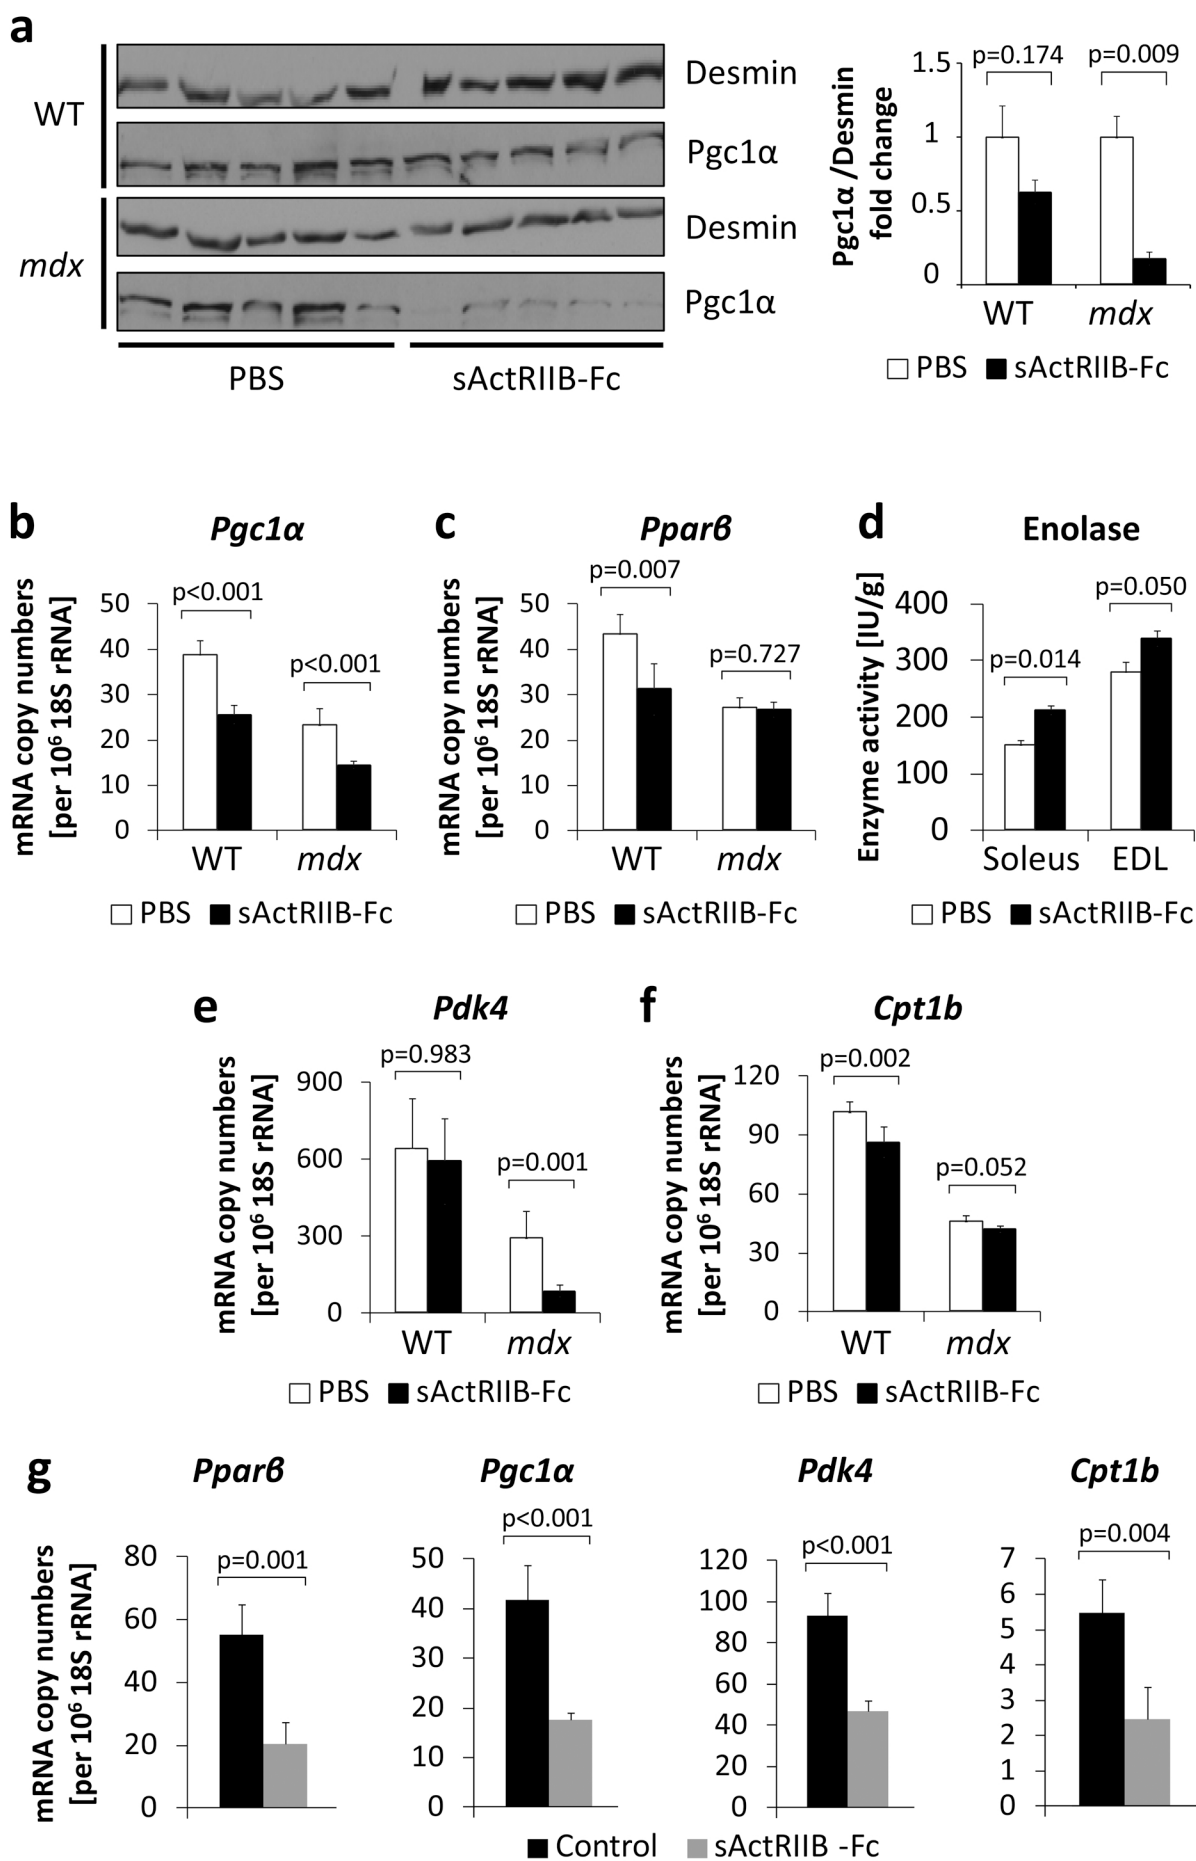 a
WT
mdx
Desmin
Pgc1α
Desmin
Pgc1α
PBS
sActRIIB-Fc
Pgc1α /Desmin
fold change
1.5
1
0.5
0
p=0.174
p=0.009
WT
mdx
PBS
sActRIIB-Fc
b
Pgc1α
mRNA copy numbers
[per 10⁶ 18S rRNA]
50
40
30
20
10
0
p<0.001
p<0.001
WT
mdx
PBS
sActRIIB-Fc
c
Pparβ
mRNA copy numbers
[per 10⁶ 18S rRNA]
50
40
30
20
10
0
p=0.007
p=0.727
WT
mdx
PBS
sActRIIB-Fc
d
Enolase
Enzyme activity [IU/g]
400
300
200
100
0
p=0.014
p=0.050
Soleus
EDL
PBS
sActRIIB-Fc
e
Pdk4
mRNA copy numbers
[per 10⁶ 18S rRNA]
900
600
300
0
p=0.983
p=0.001
WT
mdx
PBS
sActRIIB-Fc
f
Cpt1b
mRNA copy numbers
[per 10⁶ 18S rRNA]
120
90
60
30
0
p=0.002
p=0.052
WT
mdx
PBS
sActRIIB-Fc
g
Pparβ
mRNA copy numbers
[per 10⁶ 18S rRNA]
80
60
40
20
0
p=0.001
Pgc1α
50
40
30
20
10
0
p<0.001
Pdk4
120
100
80
60
40
20
0
p<0.001
Cpt1b
7
6
5
4
3
2
1
0
p=0.004
Control
sActRIIB -Fc